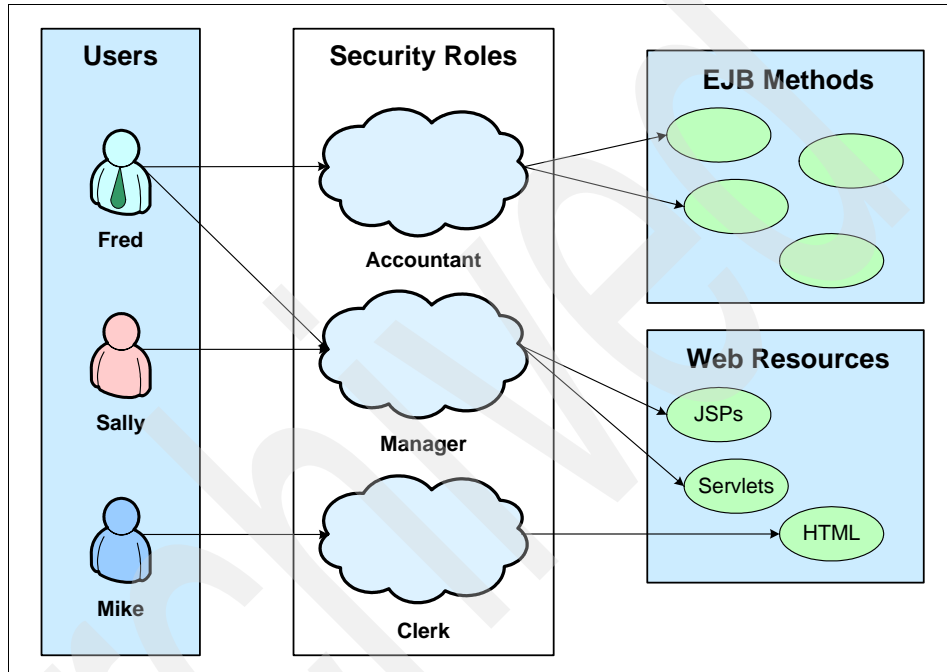 Users
Security Roles
EJB Methods
Fred
Accountant
Sally
Manager
Web Resources
JSPs
Servlets
HTML
Mike
Clerk